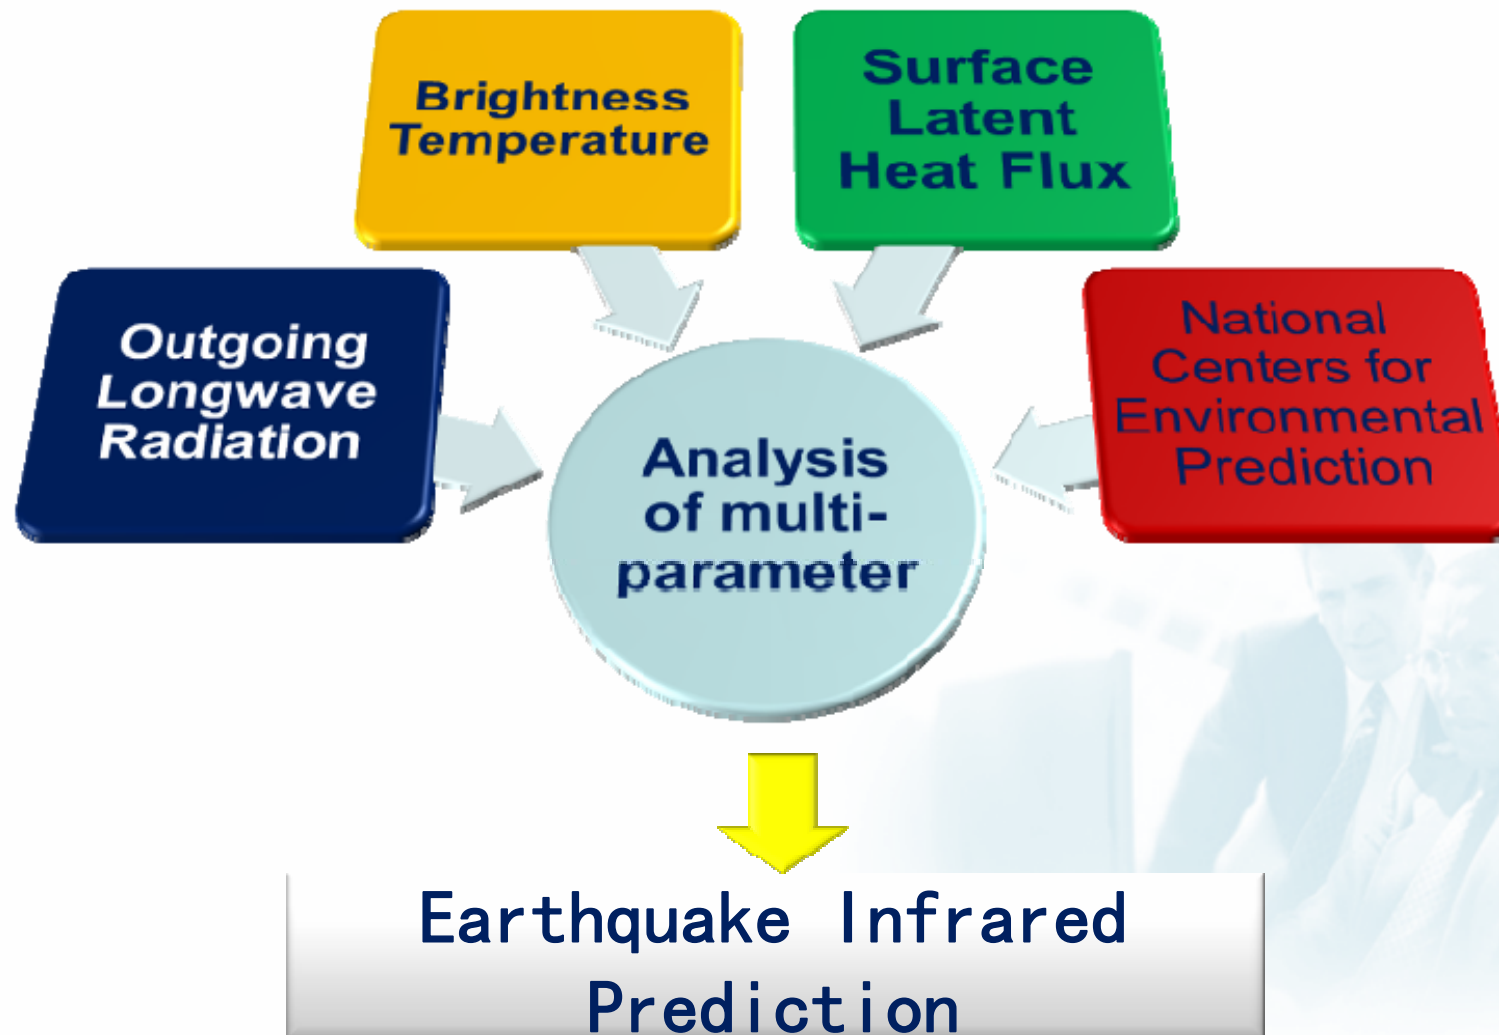 Brightness
Temperature
Surface
Latent
Heat Flux
Outgoing
Longwave
Radiation
National
Centers for
Environmental
Prediction
Analysis
of multi-
parameter
Earthquake Infrared
Prediction